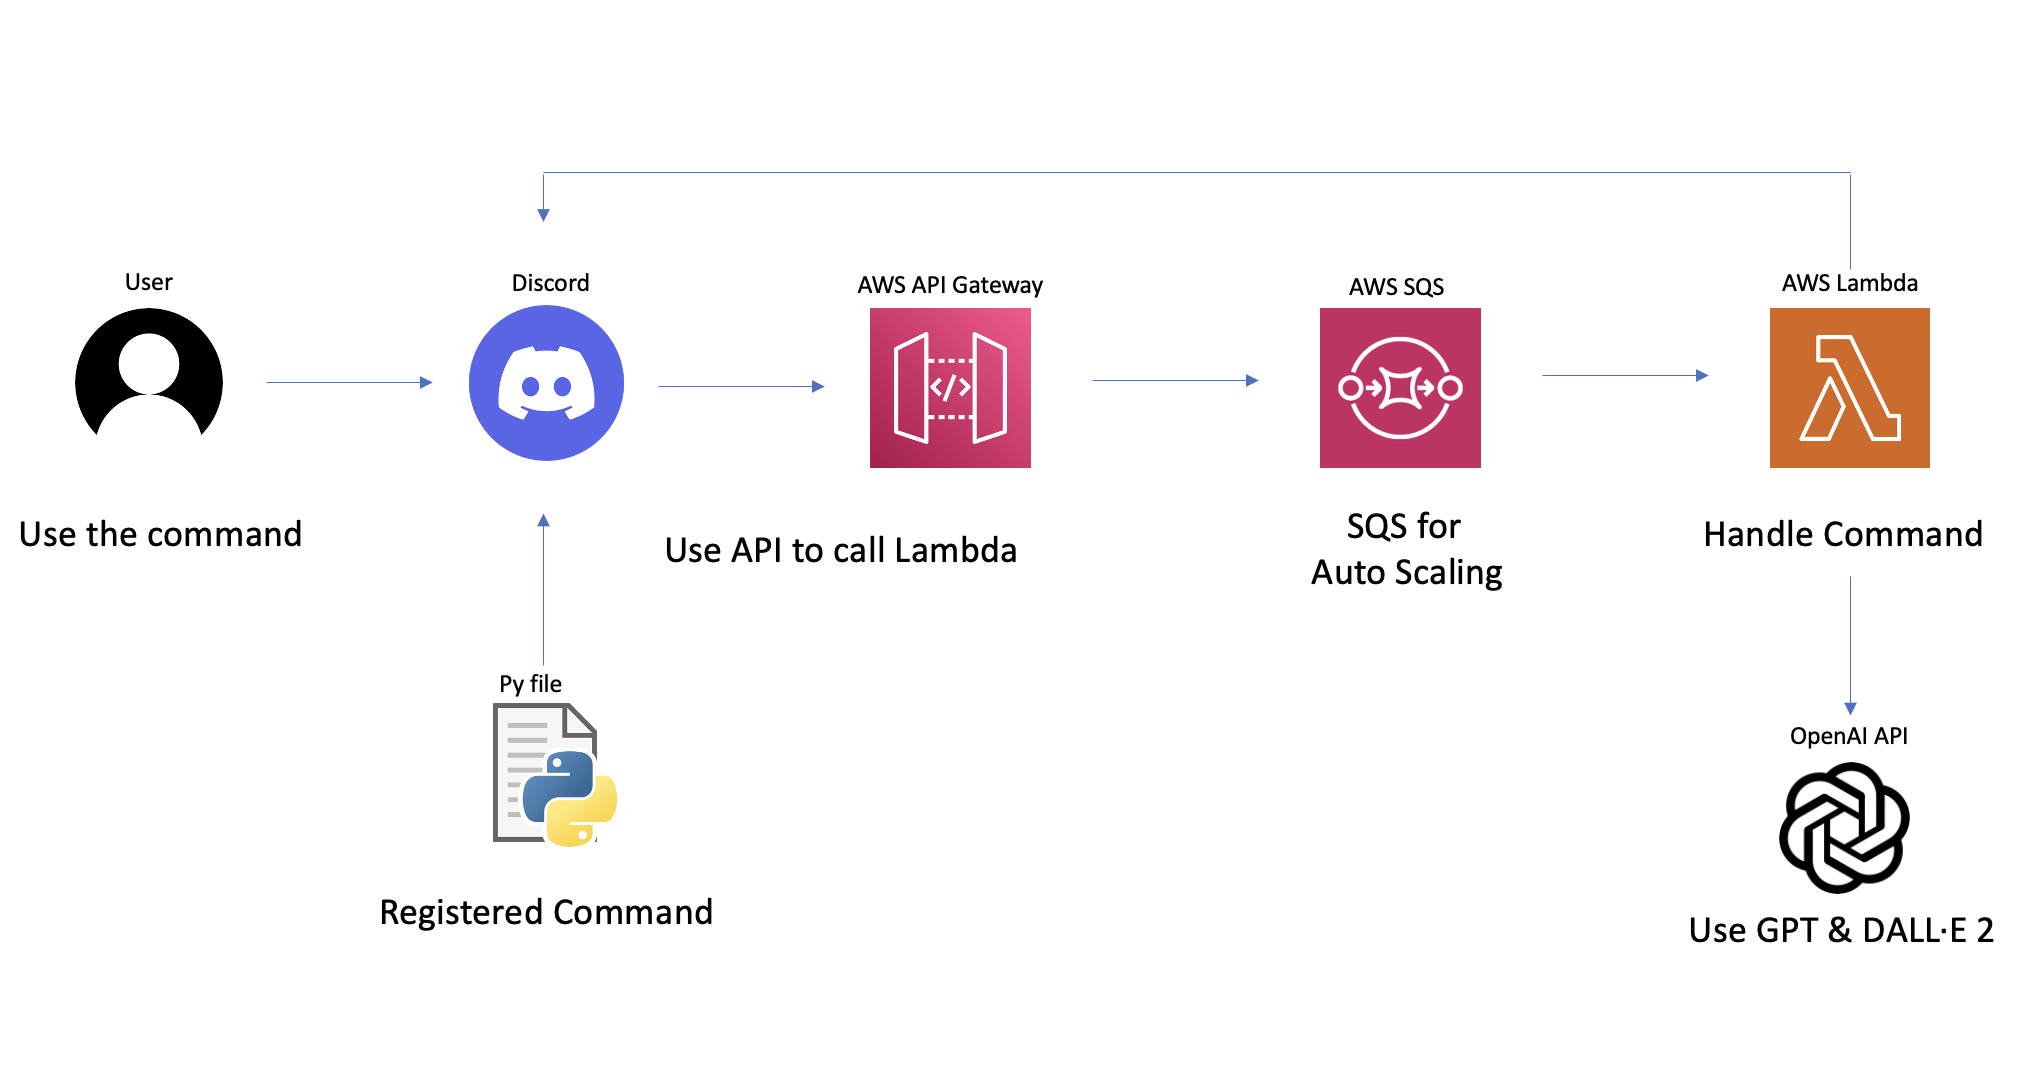 User
Discord
AWS API Gateway
AWS SQS
AWS Lambda
Use the command
Use API to call Lambda
SQS for
Auto Scaling
Handle Command
Py file
Registered Command
OpenAI API
Use GPT & DALL·E 2